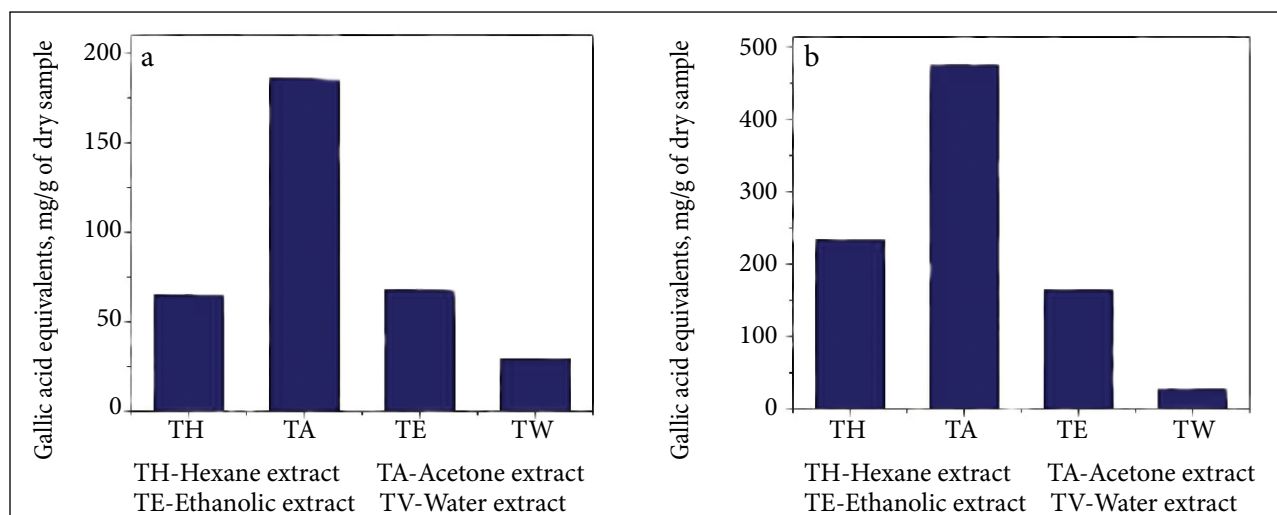 a
Gallic acid equivalents, mg/g of dry sample
200
150
100
50
0
TH TA TE TW
TH-Hexane extract TA-Acetone extract
TE-Ethanolic extract TV-Water extract
b
Gallic acid equivalents, mg/g of dry sample
500
400
300
200
100
0
TH TA TE TW
TH-Hexane extract TA-Acetone extract
TE-Ethanolic extract TV-Water extract